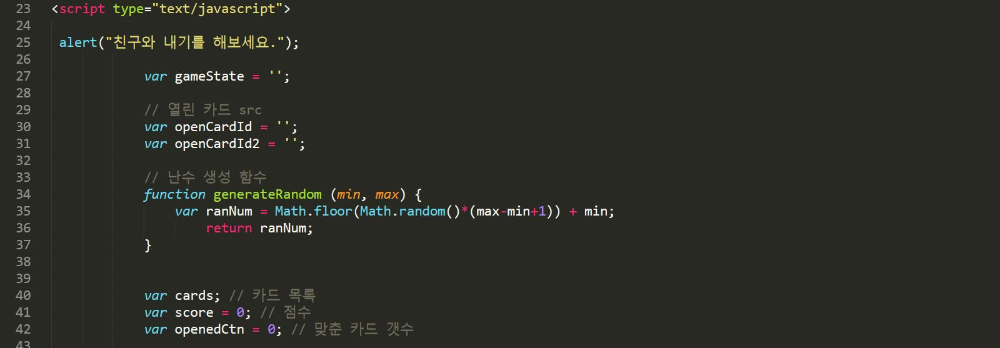 23 <script type="text/javascript">
24
25 alert("친구와 내기를 해보세요.");
26
27 var gameState = '';
28
29 // 열린 카드 src
30 var openCardId = '';
31 var openCardId2 = '';
32
33 // 난수 생성 함수
34 function generateRandom (min, max) {
35 var ranNum = Math.floor(Math.random()*(max-min+1)) + min;
36 return ranNum;
37 }
38
39
40 var cards; // 카드 목록
41 var score = 0; // 점수
42 var openedCtn = 0; // 맞춘 카드 갯수
43